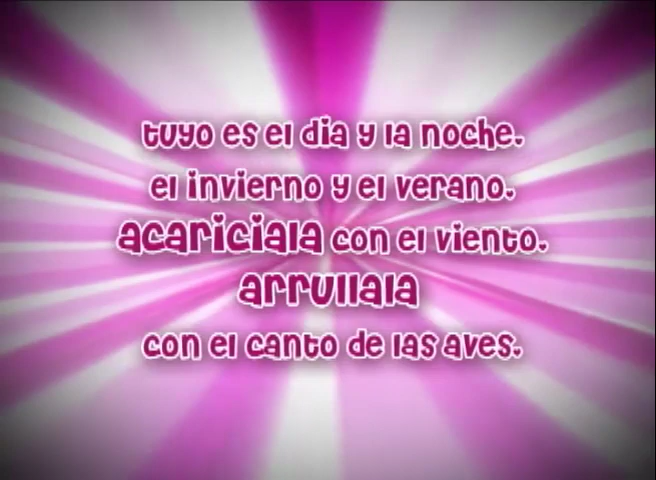 tuyo es el dia y la noche.
el invierno y el verano.
acariciala con el viento.
arrullala
con el canto de las aves.